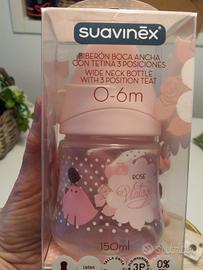 suavinex
BIBERÓN BOCA ANCHA
CON TETINA 3 POSICIONES
WIDE NECK BOTTLE
WITH 3 POSITION TEAT
0-6m
ROSE
Vintage
150ml
3P
0%